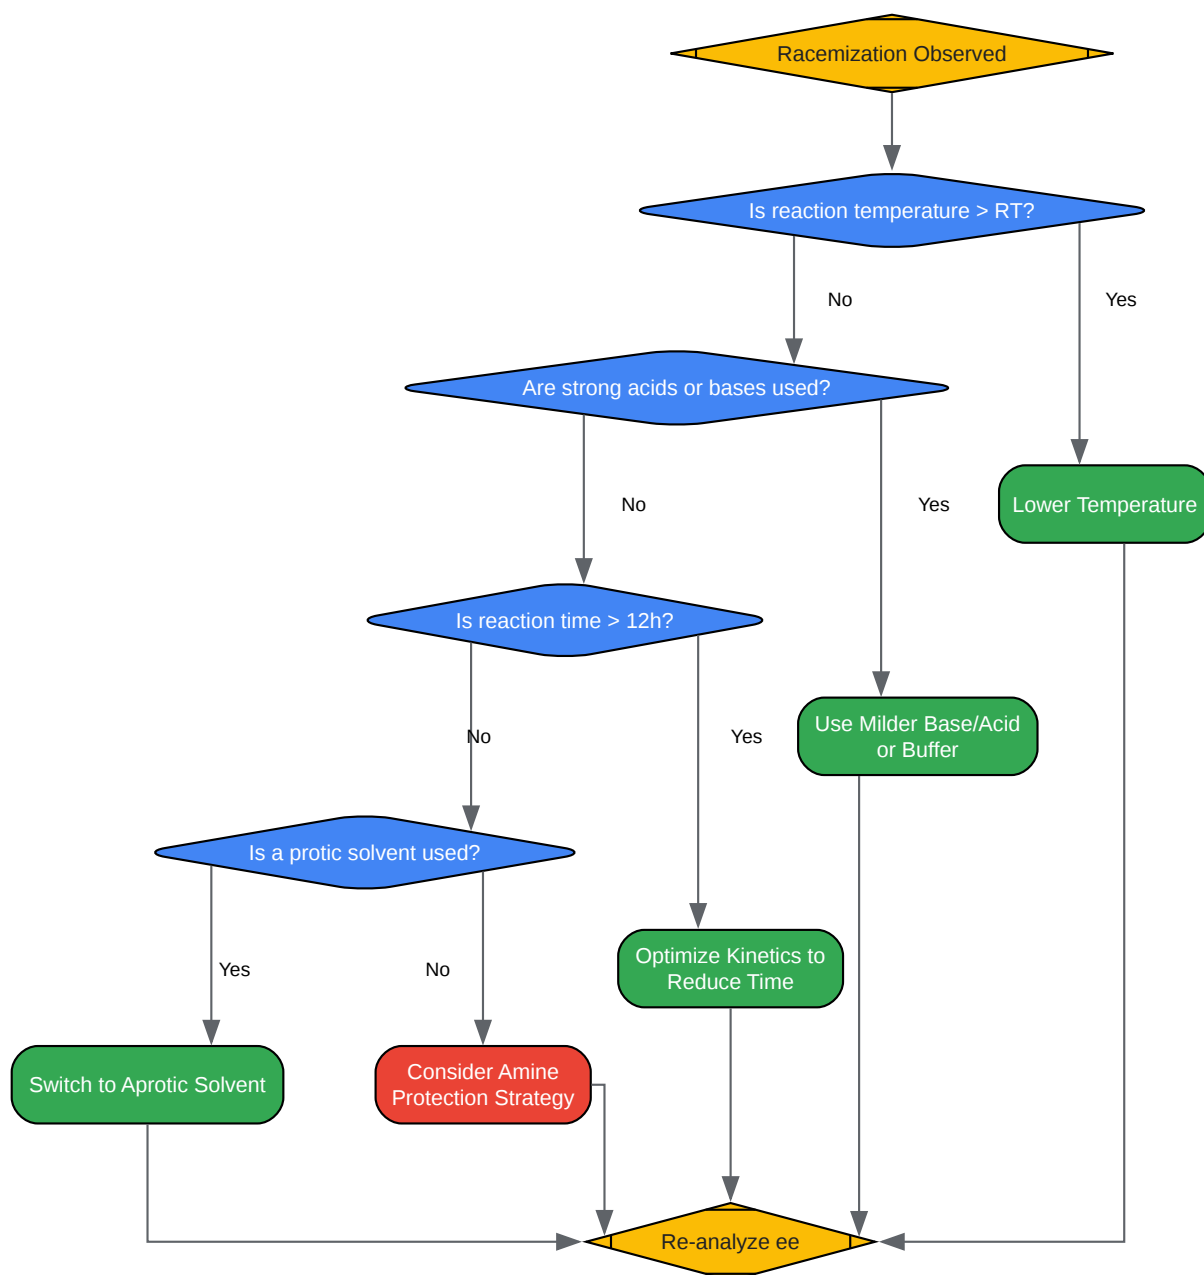 Racemization Observed
Is reaction temperature > RT?
No
Yes
Are strong acids or bases used?
No
Yes
Lower Temperature
Is reaction time > 12h?
No
Yes
Use Milder Base/Acid
or Buffer
Is a protic solvent used?
Yes
No
Optimize Kinetics to
Reduce Time
Switch to Aprotic Solvent
Consider Amine
Protection Strategy
Re-analyze ee